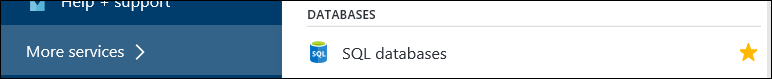 Help + support
More services
DATABASES
SQL
SQL databases